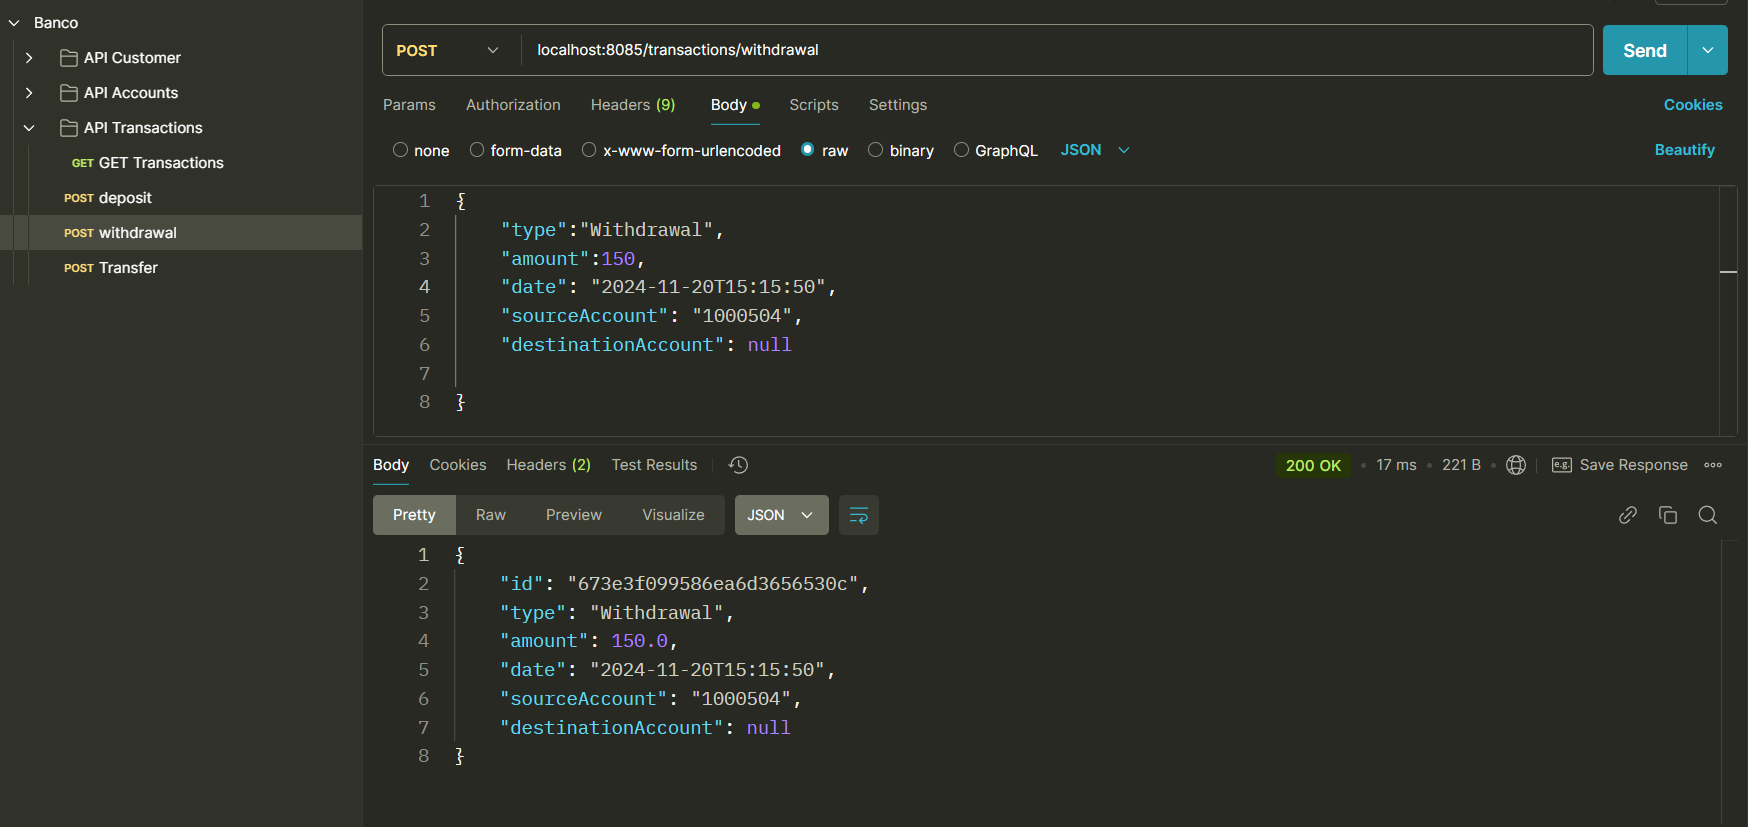 Banco
API Customer
API Accounts
API Transactions
GET GET Transactions
POST deposit
POST withdrawal
POST Transfer
POST localhost:8085/transactions/withdrawal Send
Params Authorization Headers (9) Body Scripts Settings Cookies
none form-data x-www-form-urlencoded raw binary GraphQL JSON Beautify
1 {
2 "type":"Withdrawal",
3 "amount":150,
4 "date": "2024-11-20T15:15:50",
5 "sourceAccount": "1000504",
6 "destinationAccount": null
7
8 }
Body Cookies Headers (2) Test Results 200 OK • 17 ms • 221 B • e.g. Save Response
Pretty Raw Preview Visualize JSON
1 {
2 "id": "673e3f099586ea6d3656530c",
3 "type": "Withdrawal",
4 "amount": 150.0,
5 "date": "2024-11-20T15:15:50",
6 "sourceAccount": "1000504",
7 "destinationAccount": null
8 }